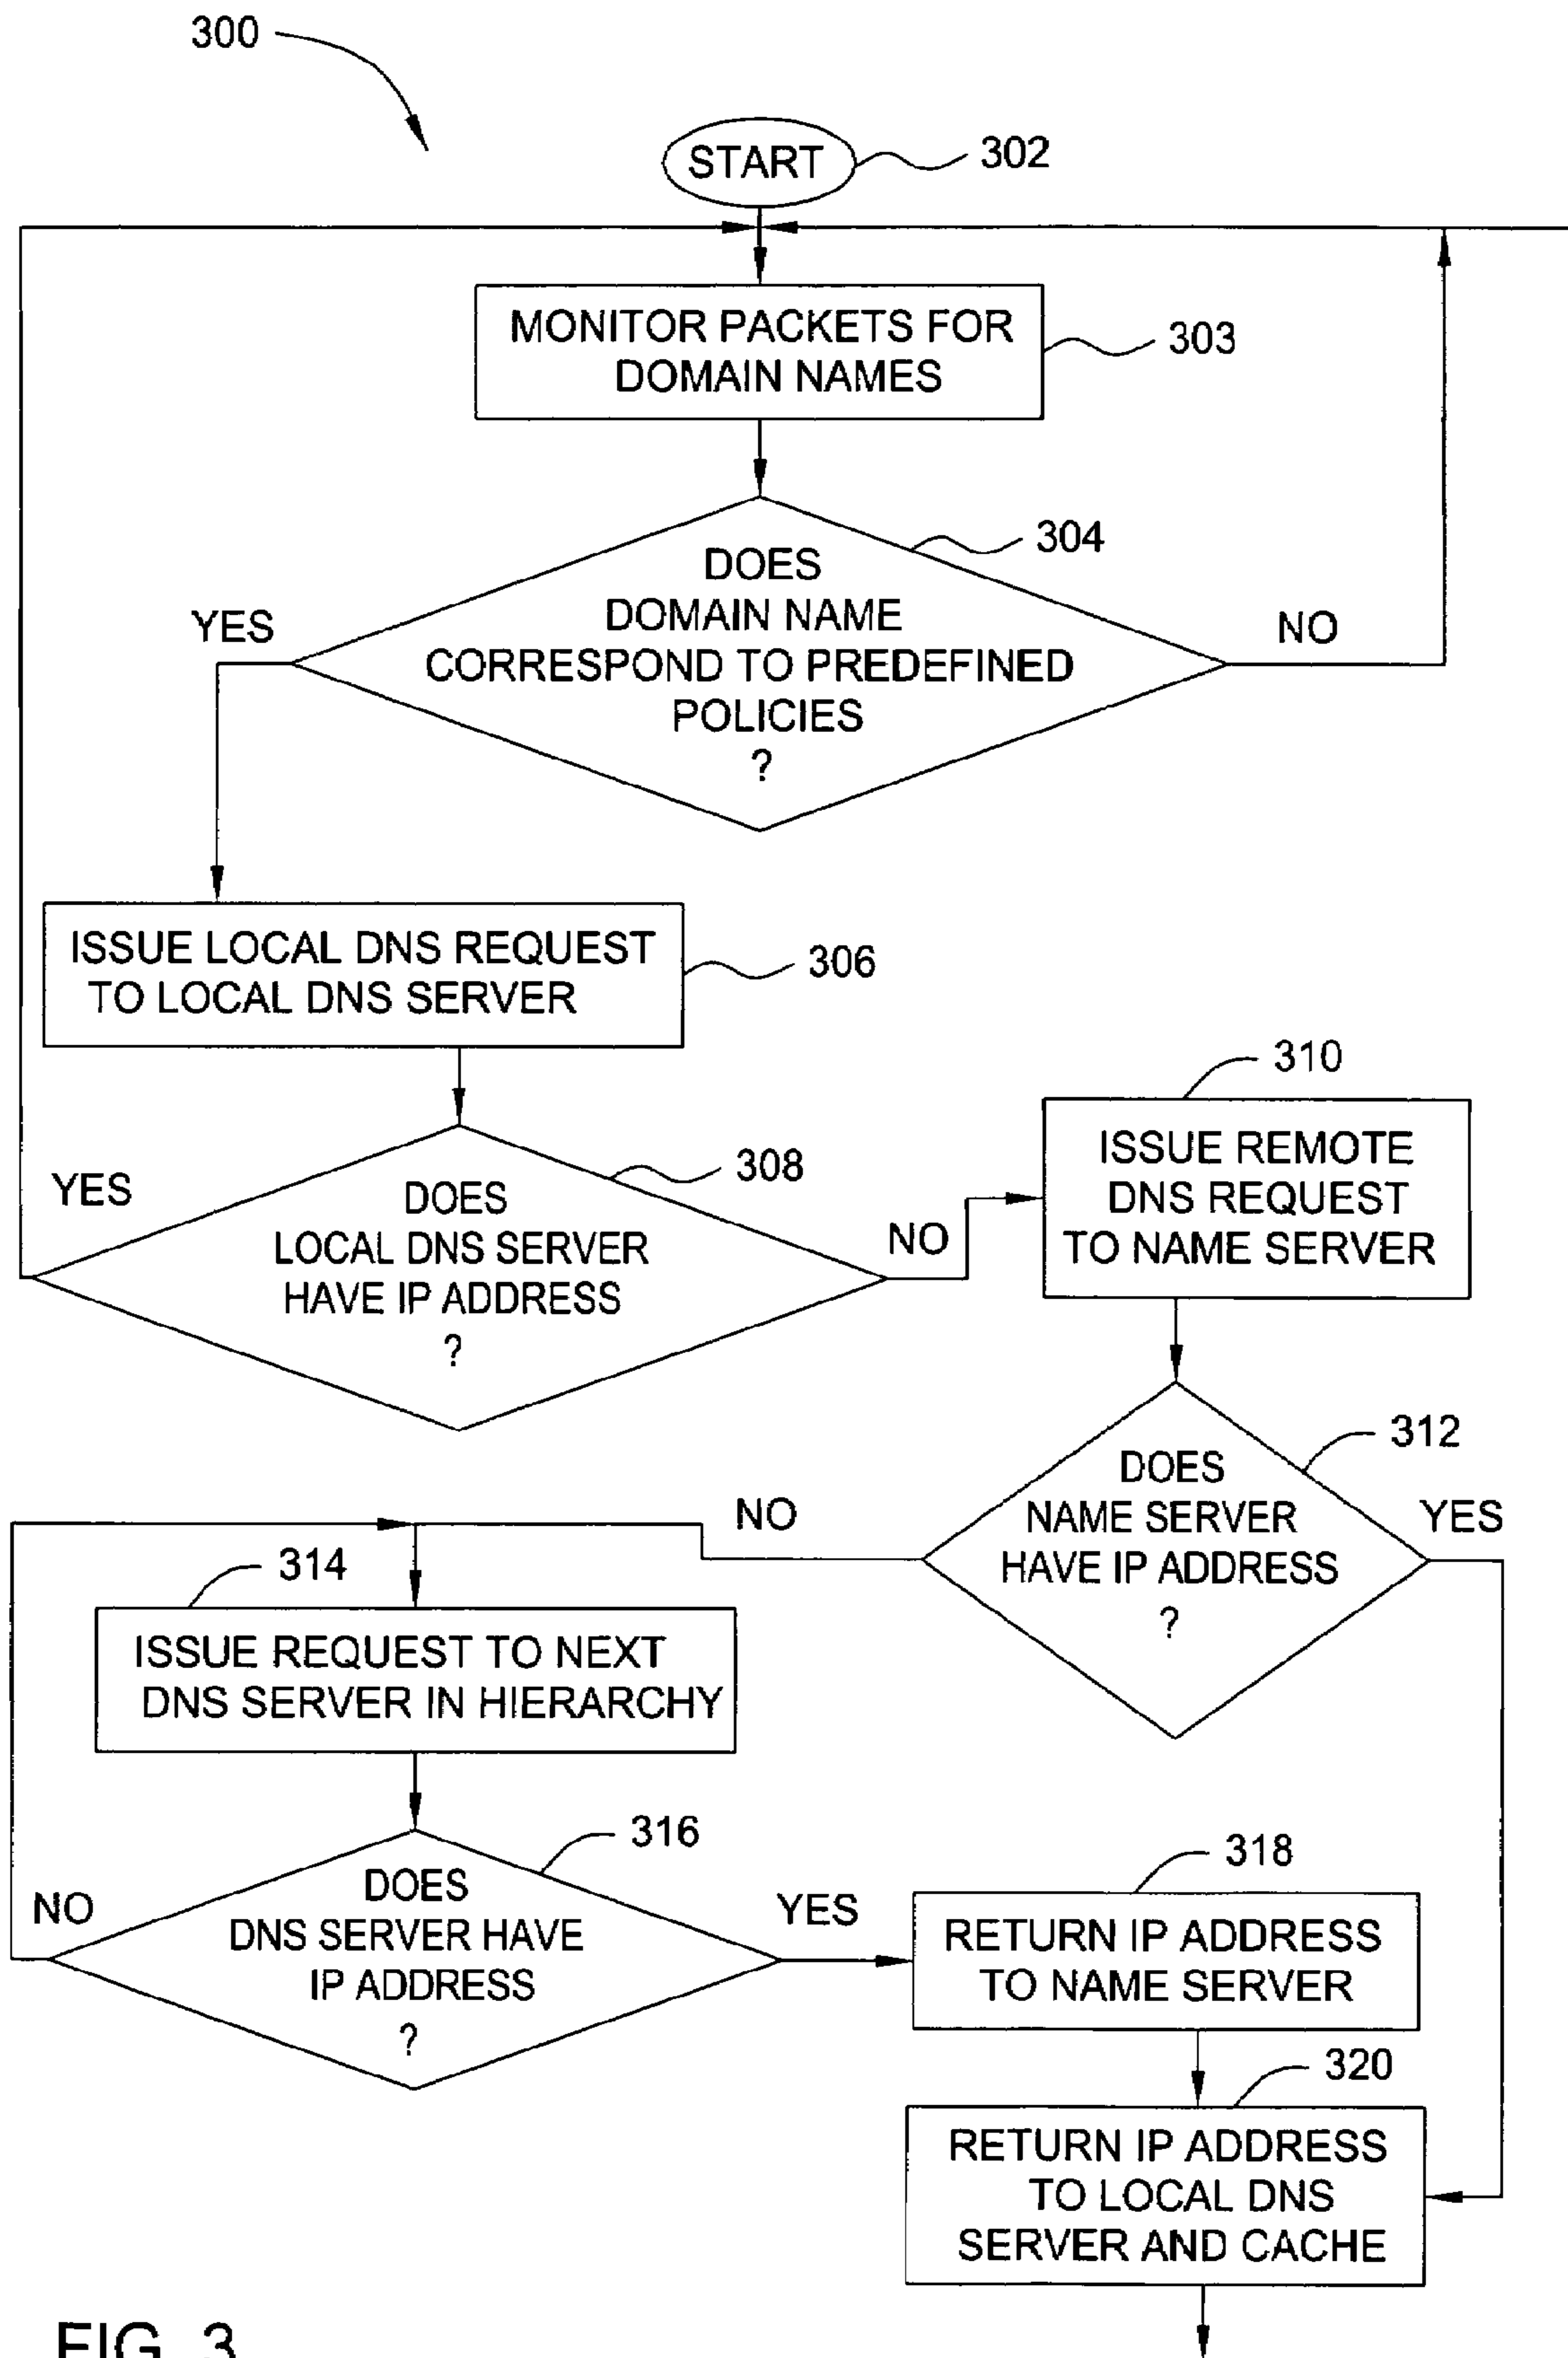 300
START
302
MONITOR PACKETS FOR
DOMAIN NAMES
303
304
DOES
DOMAIN NAME
CORRESPOND TO PREDEFINED
POLICIES
?
YES
NO
ISSUE LOCAL DNS REQUEST
TO LOCAL DNS SERVER
306
308
DOES
LOCAL DNS SERVER
HAVE IP ADDRESS
?
YES
NO
310
ISSUE REMOTE
DNS REQUEST
TO NAME SERVER
312
DOES
NAME SERVER
HAVE IP ADDRESS
?
NO
YES
314
ISSUE REQUEST TO NEXT
DNS SERVER IN HIERARCHY
316
DOES
DNS SERVER HAVE
IP ADDRESS
?
NO
YES
318
RETURN IP ADDRESS
TO NAME SERVER
320
RETURN IP ADDRESS
TO LOCAL DNS
SERVER AND CACHE
FIG. 3